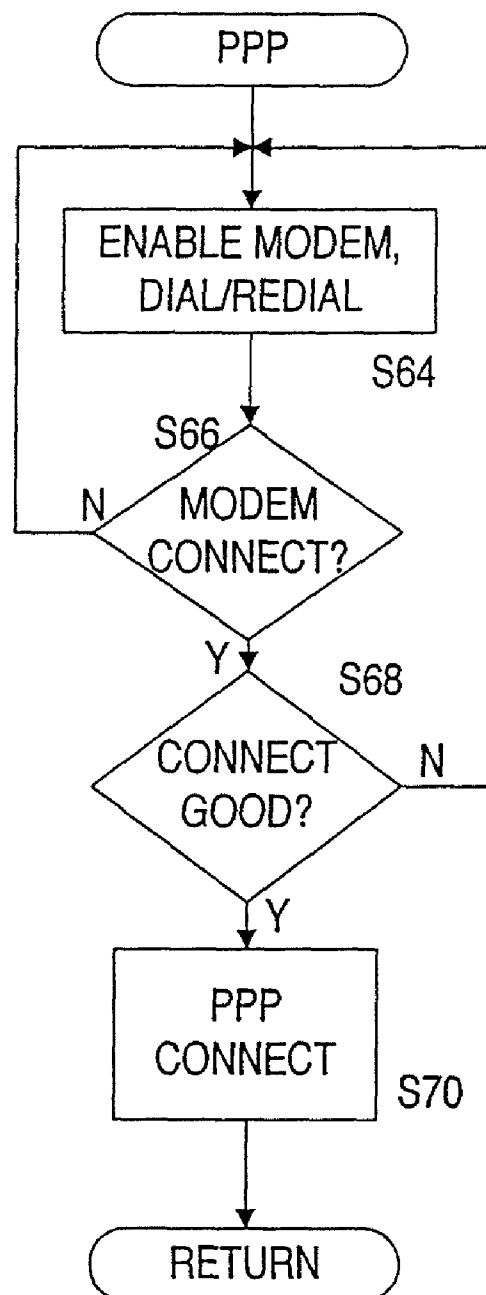 PPP
ENABLE MODEM,
DIAL/REDIAL
S64
S66
N
MODEM
CONNECT?
Y
S68
CONNECT
GOOD?
N
Y
PPP
CONNECT
S70
RETURN